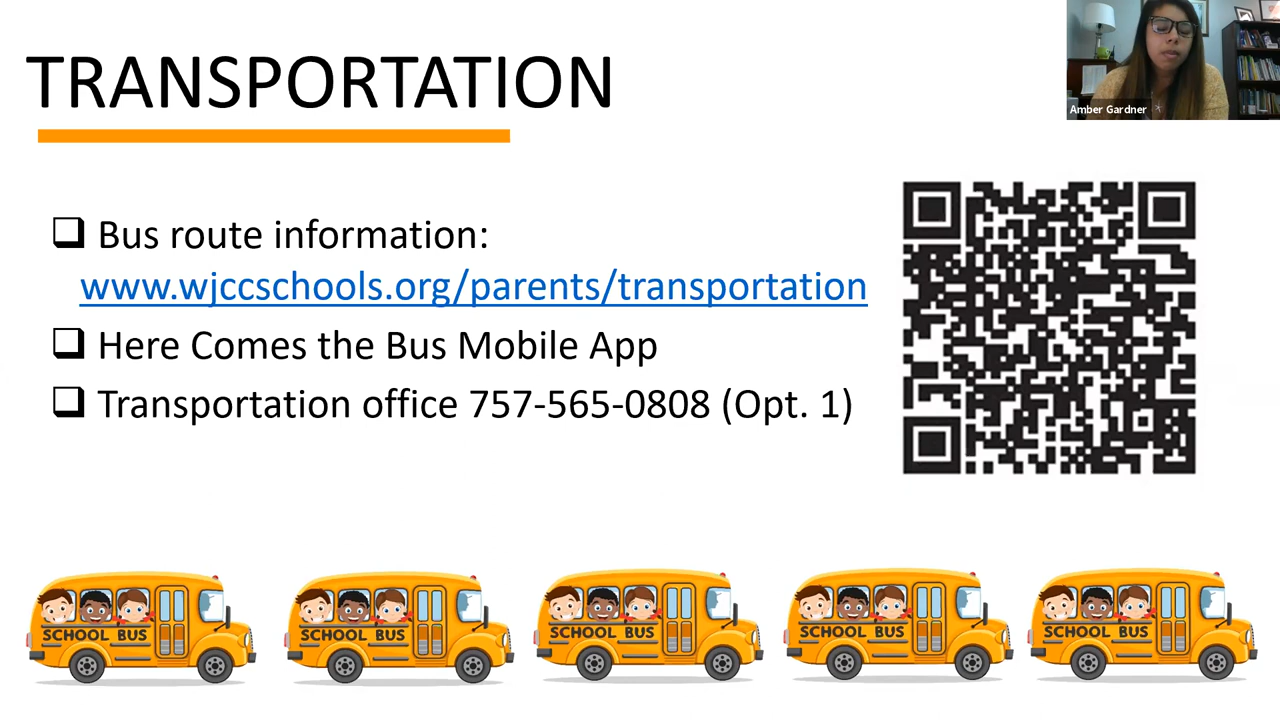 TRANSPORTATION
Amber Gardner
❑ Bus route information:
www.wjccschools.org/parents/transportation
❑ Here Comes the Bus Mobile App
❑ Transportation office 757-565-0808 (Opt. 1)
SCHOOL BUS
SCHOOL BUS
SCHOOL BUS
SCHOOL BUS
SCHOOL BUS